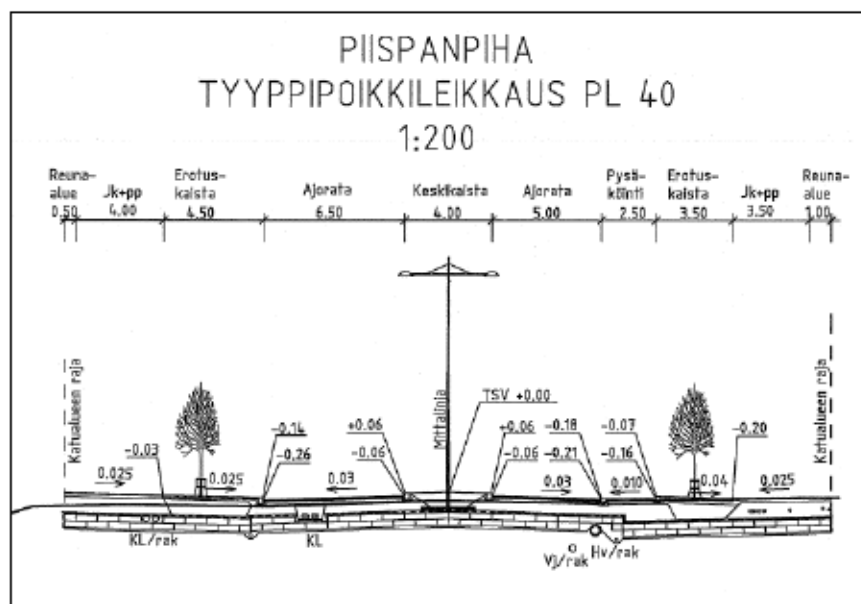 PIISPANPIHA
TYYPPIPOIKKILEIKKAUS PL 40
1:200
Reuna-
alue
0.50
Jk+pp
4.00
Erotus-
kaista
4.50
Ajorata
6.50
Keskikaista
4.00
Ajorata
5.00
Pysä-
köinti
2.50
Erotus-
kaista
3.50
Jk+pp
3.50
Reuna-
alue
1.00
Katualueen raja
Mittalinja
Katualueen raja
TSV +0.00
-0.03
-0.14
-0.26
+0.06
-0.06
+0.06
-0.06
-0.18
-0.21
-0.07
-0.16
-0.20
0.025
0.025
0.03
0.03
0.010
0.04
0.025
KL/rak
KL
Vj/rak
Hv/rak